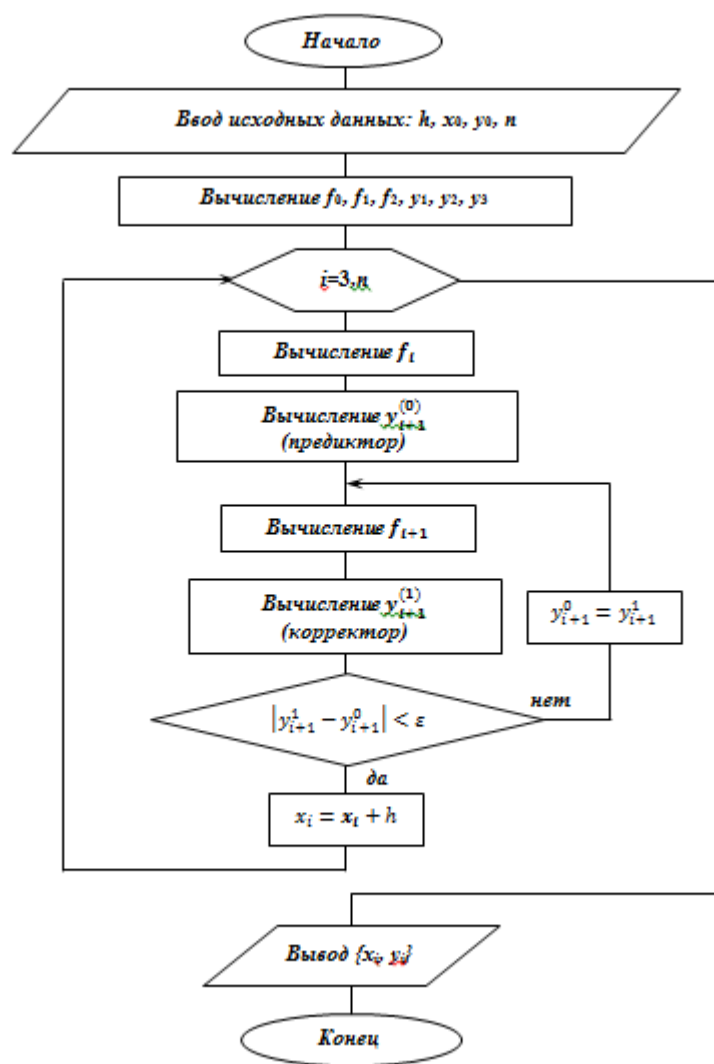 Начало
Ввод исходных данных: h, x₀, y₀, n
Вычисление f₀, f₁, f₂, y₁, y₂, y₃
i=3,n
Вычисление fᵢ
Вычисление y⁽⁰⁾ᵢ₊₁
(предиктор)
Вычисление fᵢ₊₁
Вычисление y⁽¹⁾ᵢ₊₁
(корректор)
y⁰ᵢ₊₁ = y¹ᵢ₊₁
|y¹ᵢ₊₁ − y⁰ᵢ₊₁| < ε
нет
да
xᵢ = xᵢ + h
Вывод {xᵢ, yᵢ}
Конец